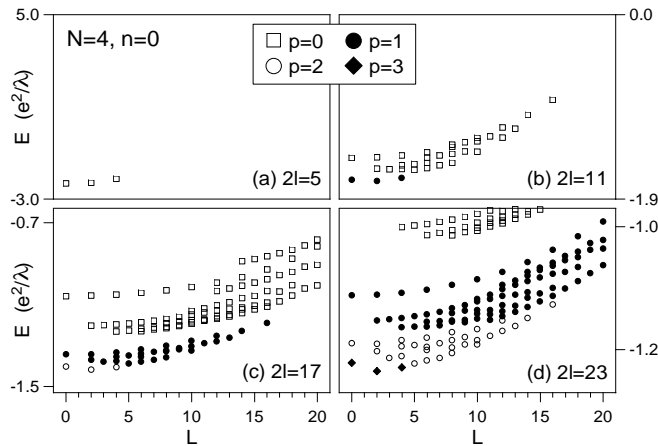 5.0
N=4, n=0
p=0 p=1
p=2 p=3
0.0
E (e²/λ)
E (e²/λ)
(a) 2l=5
(b) 2l=11
-3.0
-1.9
-0.7
-1.0
E (e²/λ)
-1.2
(c) 2l=17
(d) 2l=23
-1.5
0 5 10 15 20
0 5 10 15 20
L
L